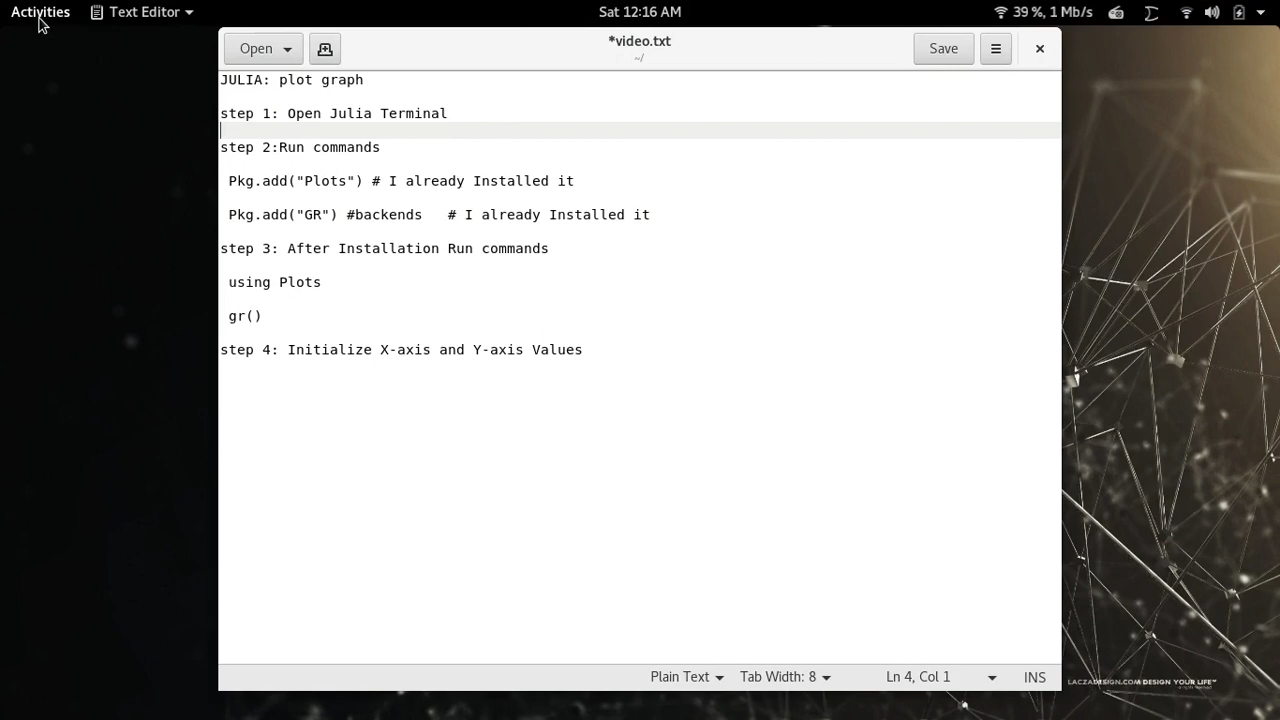 Activities Text Editor Sat 12:16 AM 39 %, 1 Mb/s
Open *video.txt Save
~/
JULIA: plot graph
step 1: Open Julia Terminal
step 2:Run commands
Pkg.add("Plots") # I already Installed it
Pkg.add("GR") #backends # I already Installed it
step 3: After Installation Run commands
using Plots
gr()
step 4: Initialize X-axis and Y-axis Values
Plain Text Tab Width: 8 Ln 4, Col 1 INS
LACZADESIGN.COM DESIGN YOUR LIFE™